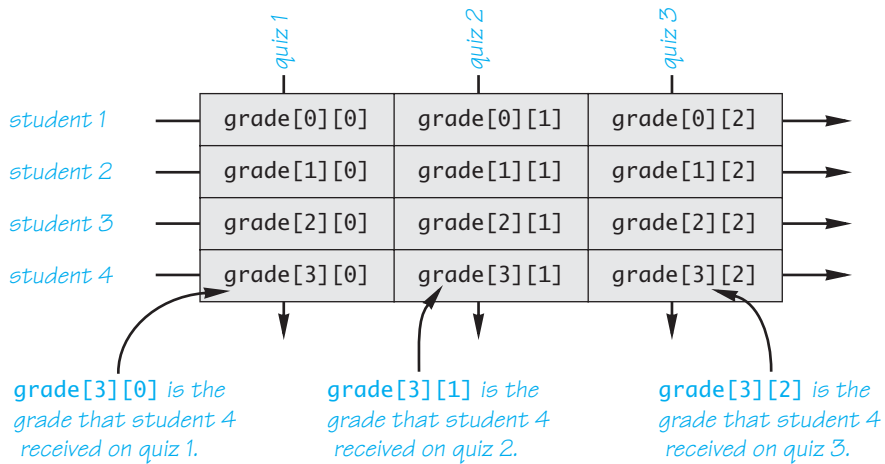 quiz 1 quiz 2 quiz 3
student 1 grade[0][0] grade[0][1] grade[0][2]
student 2 grade[1][0] grade[1][1] grade[1][2]
student 3 grade[2][0] grade[2][1] grade[2][2]
student 4 grade[3][0] grade[3][1] grade[3][2]
grade[3][0] is the
grade that student 4
received on quiz 1.
grade[3][1] is the
grade that student 4
received on quiz 2.
grade[3][2] is the
grade that student 4
received on quiz 3.